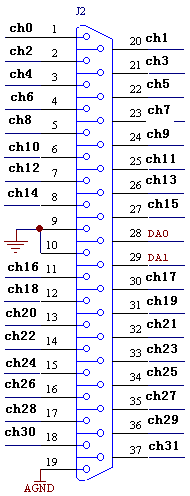 J2
ch0 1
20 ch1
ch2 2
21 ch3
ch4 3
22 ch5
ch6 4
23 ch7
ch8 5
24 ch9
ch10 6
25 ch11
ch12 7
26 ch13
ch14 8
27 ch15
9
28 DA0
10
29 DA1
ch16 11
30 ch17
ch18 12
31 ch19
ch20 13
32 ch21
ch22 14
33 ch23
ch24 15
34 ch25
ch26 16
35 ch27
ch28 17
36 ch29
ch30 18
37 ch31
19
AGND